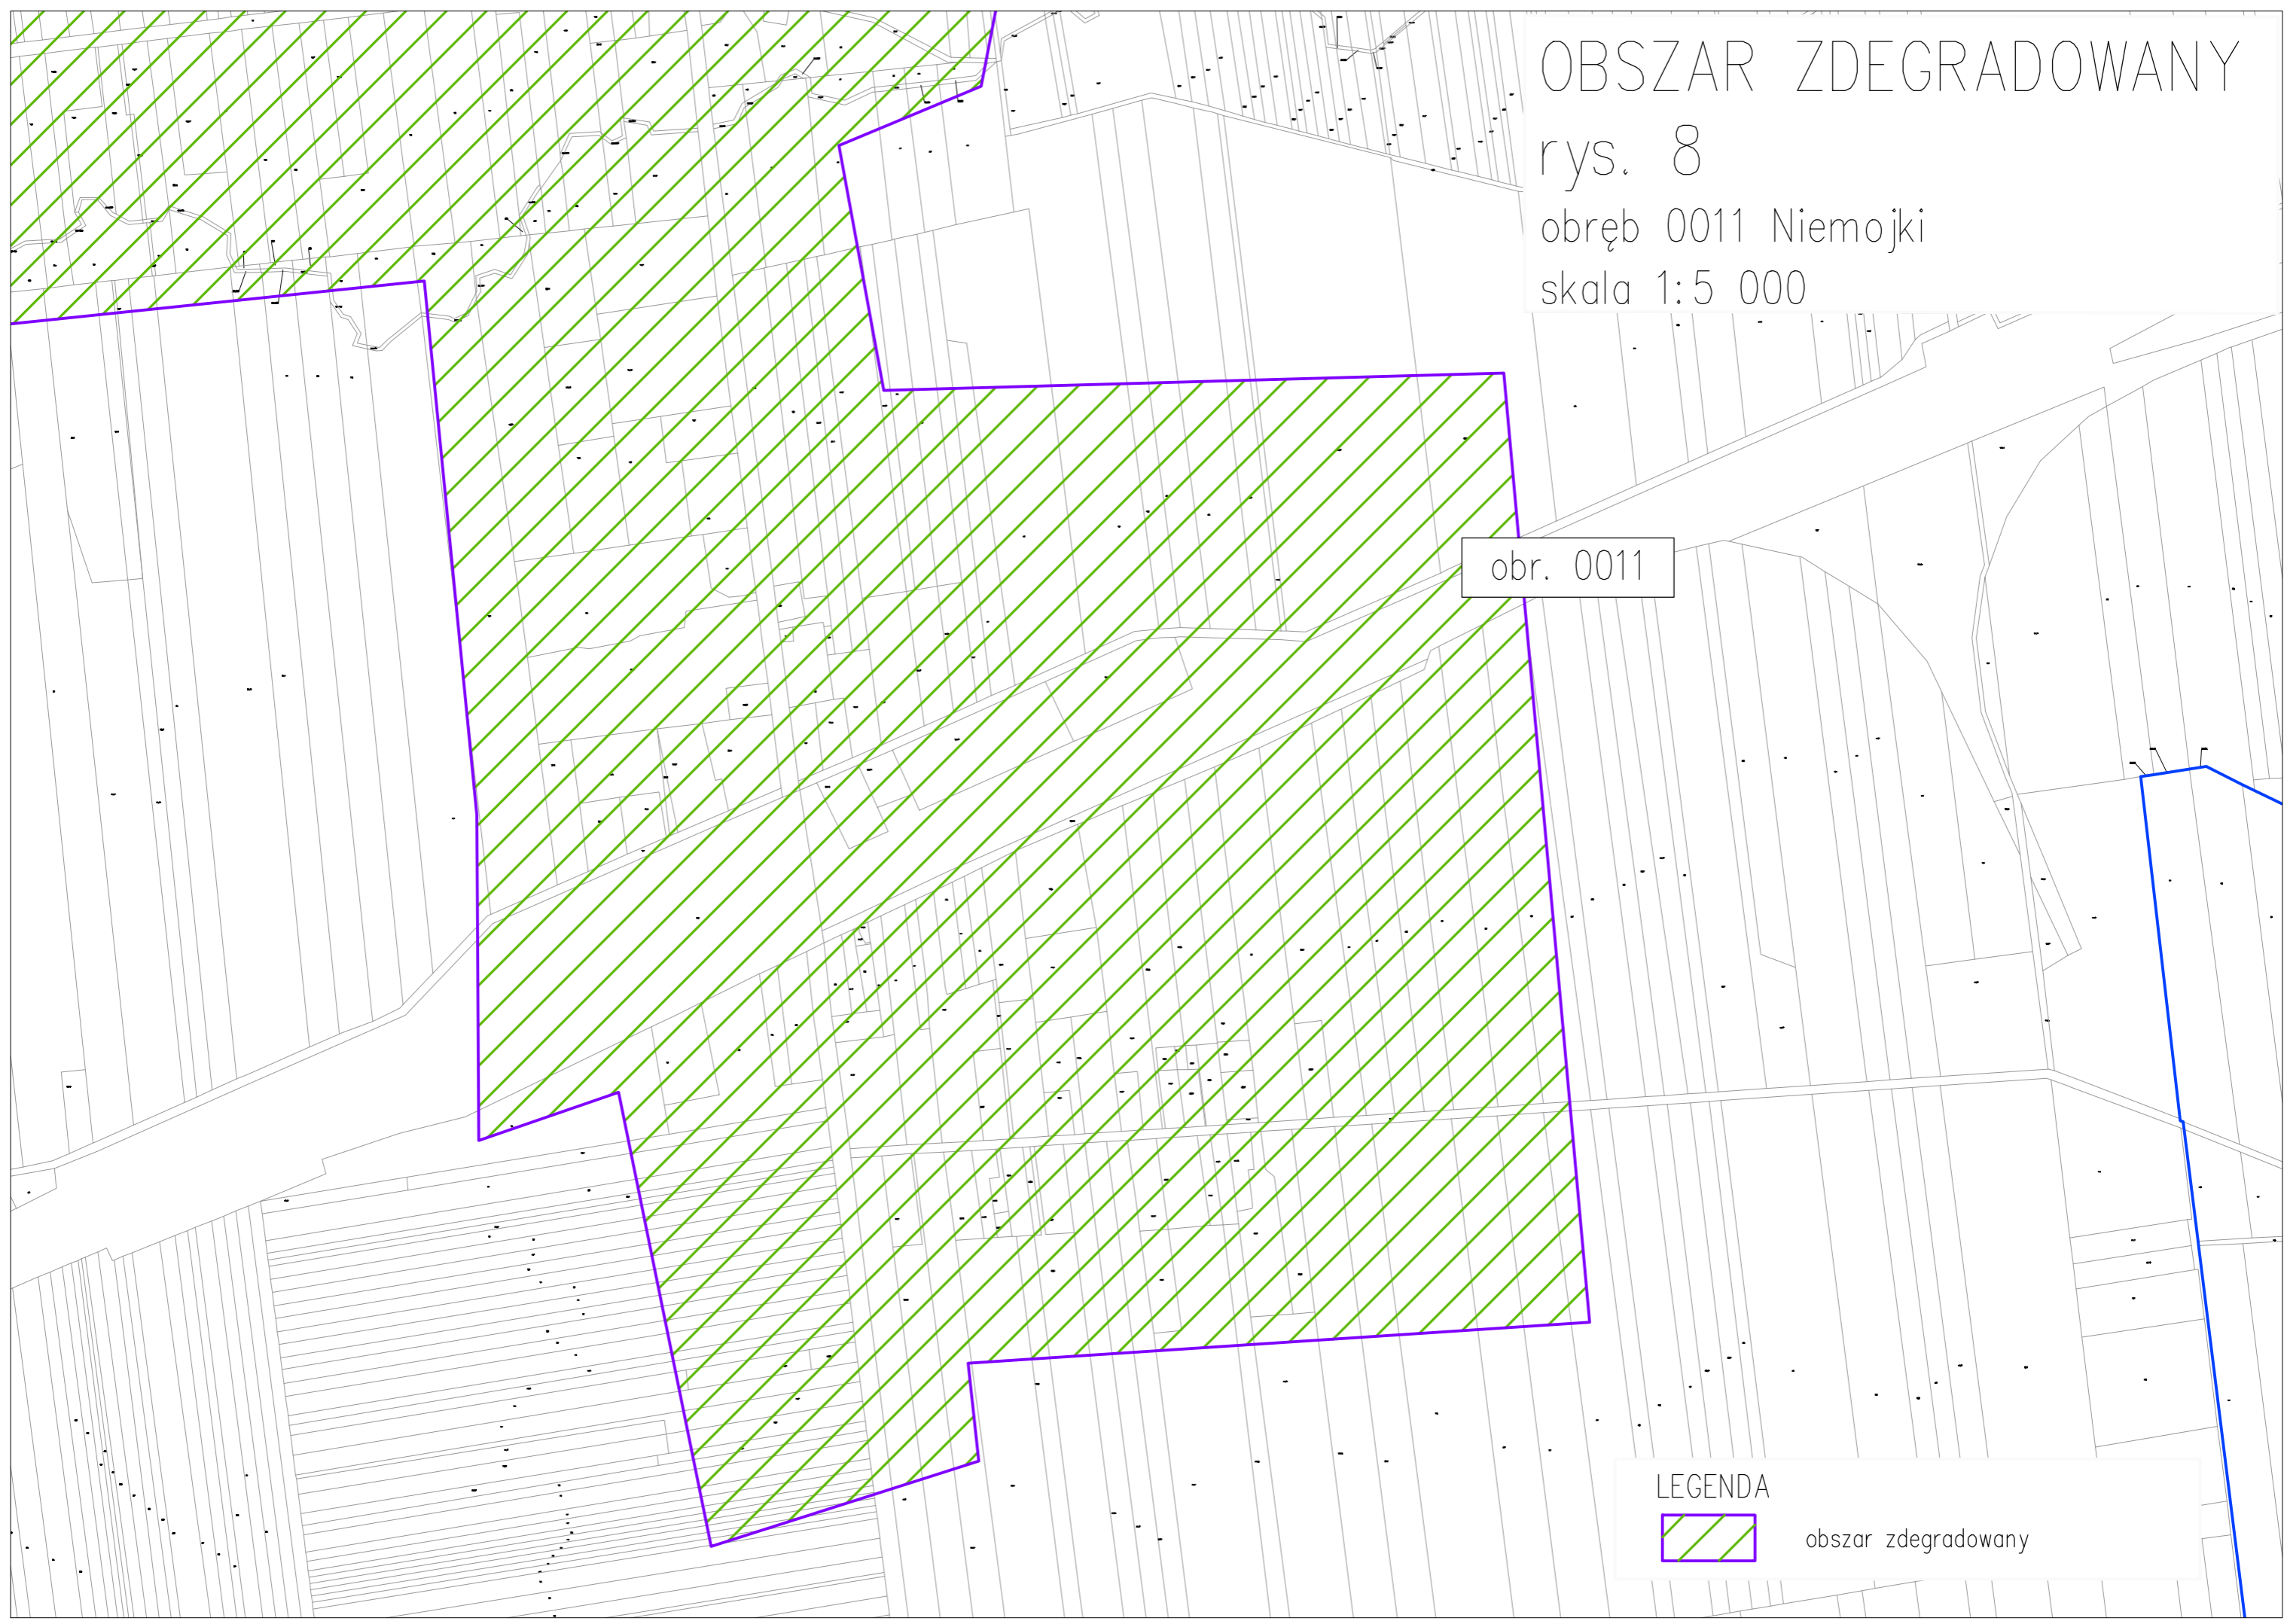 OBSZAR ZDEGRADOWANY
rys. 8
obręb 0011 Niemojki
skala 1:5 000
obr. 0011
LEGENDA
obszar zdegradowany